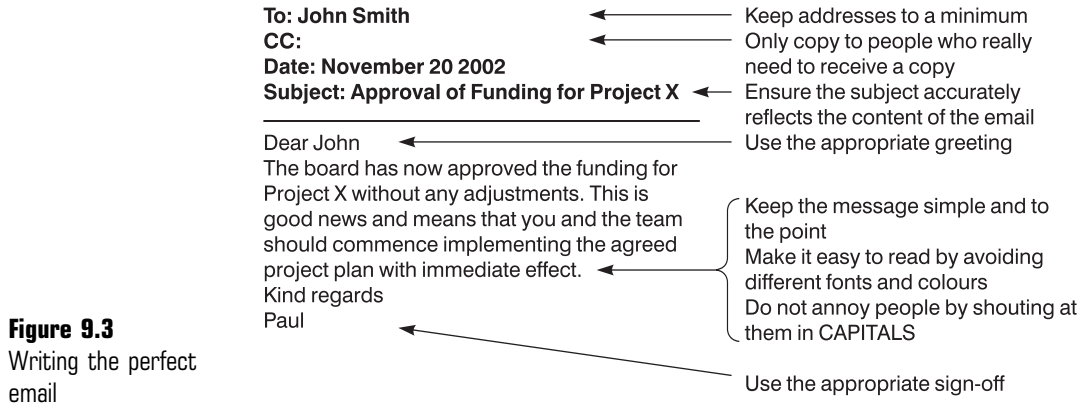 To: John Smith
Keep addresses to a minimum
CC:
Only copy to people who really
need to receive a copy
Date: November 20 2002
Subject: Approval of Funding for Project X
Ensure the subject accurately
reflects the content of the email
Dear John
Use the appropriate greeting
The board has now approved the funding for
Project X without any adjustments. This is
good news and means that you and the team
should commence implementing the agreed
project plan with immediate effect.
Keep the message simple and to
the point
Make it easy to read by avoiding
different fonts and colours
Do not annoy people by shouting at
them in CAPITALS
Kind regards
Paul
Use the appropriate sign-off
Figure 9.3
Writing the perfect
email